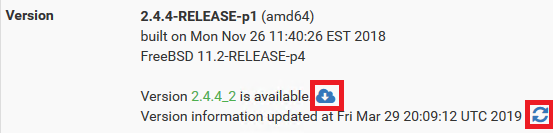 Version 2.4.4-RELEASE-p1 (amd64)
built on Mon Nov 26 11:40:26 EST 2018
FreeBSD 11.2-RELEASE-p4
Version 2.4.4_2 is available
Version information updated at Fri Mar 29 20:09:12 UTC 2019